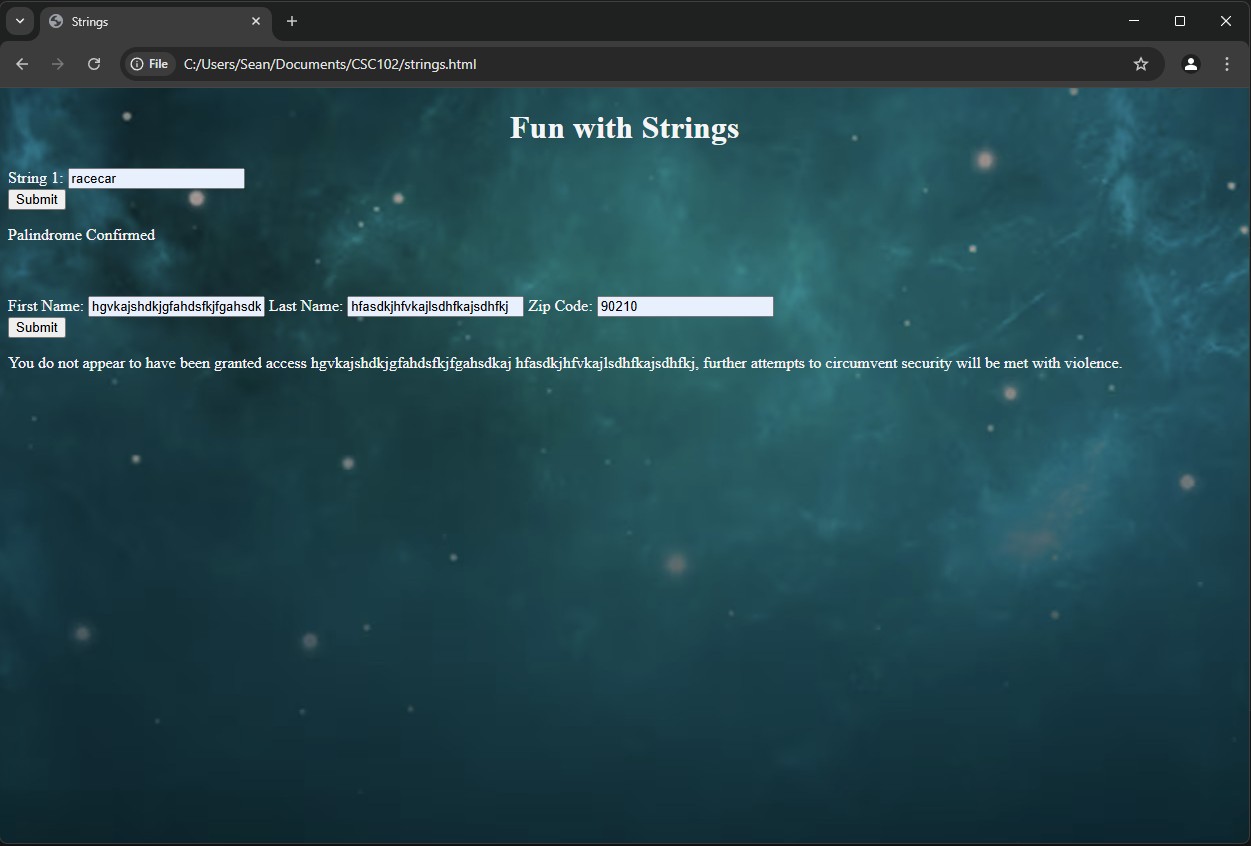 Strings
File C:/Users/Sean/Documents/CSC102/strings.html
Fun with Strings
String 1: racecar
Submit
Palindrome Confirmed
First Name: hgvkajshdkjgfahdsfkjfgahsdk Last Name: hfasdkjhfvkajlsdhfkajsdhfkj Zip Code: 90210
Submit
You do not appear to have been granted access hgvkajshdkjgfahdsfkjfgahsdkaj hfasdkjhfvkajlsdhfkajsdhfkj, further attempts to circumvent security will be met with violence.